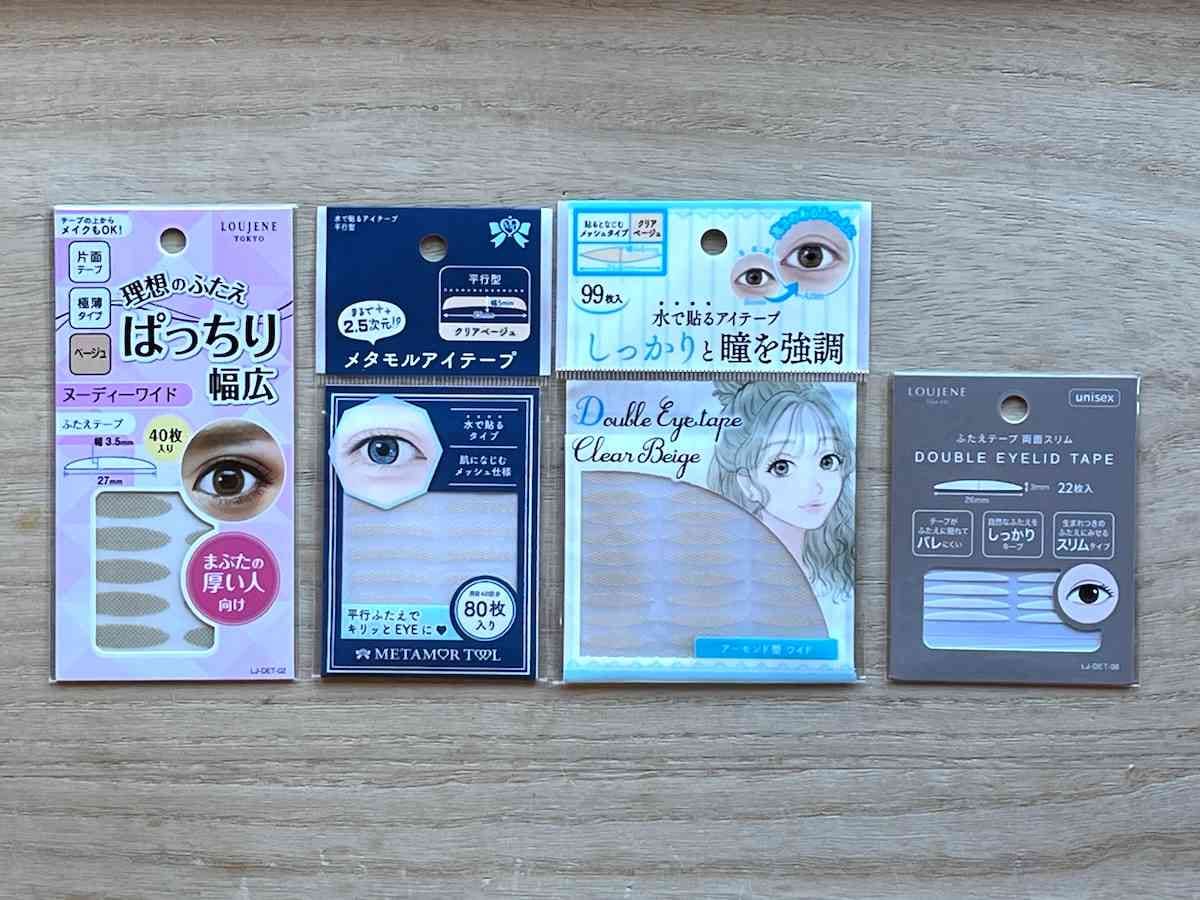 テープの上から
メイクもOK!
LOUJENE
TOKYO
片面
テープ
極薄
タイプ
ベージュ
理想のふたえ
ぱっちり
幅広
ヌーディーワイド
ふたえテープ
幅 3.5mm
27mm
40枚
入り
まぶたの
厚い人
向け
LJ-DET-02
水で貼るアイテープ
平行型
平行型
幅5mm
クリアベージュ
まるで
2.5次元!?
メタモルアイテープ
水で貼る
タイプ
肌になじむ
メッシュ仕様
平行ふたえで
キリッとEYEに♥
80枚
入り
METAMOR TOOL
貼るとなじむ
メッシュタイプ
クリア
ベージュ
99枚入
水で貼るアイテープ
しっかりと瞳を強調
Double Eye tape
Clear Beige
アーモンド型 ワイド
LOUJENE
unisex
ふたえテープ 両面スリム
DOUBLE EYELID TAPE
3mm
26mm
22枚入
テープが
ふたえに隠れて
バレにくい
自然なふたえを
しっかり
キープ
生まれつきの
ふたえにみせる
スリムタイプ